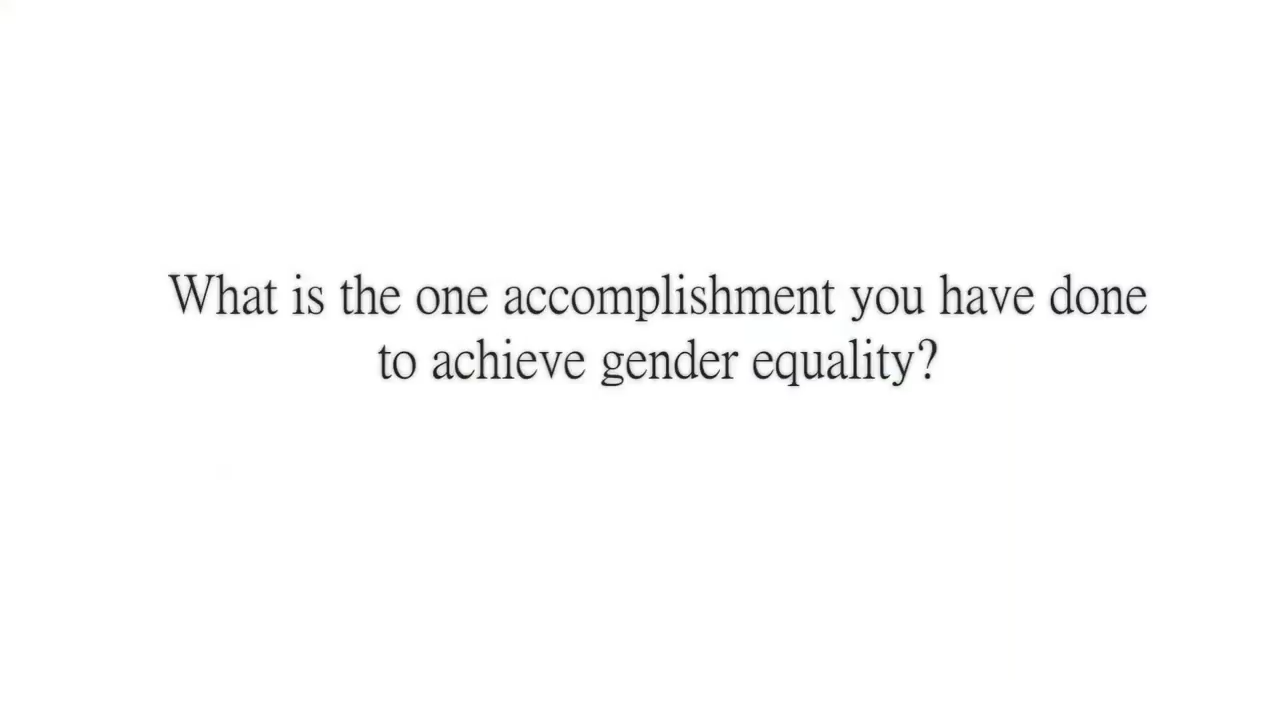 What is the one accomplishment you have done
to achieve gender equality?